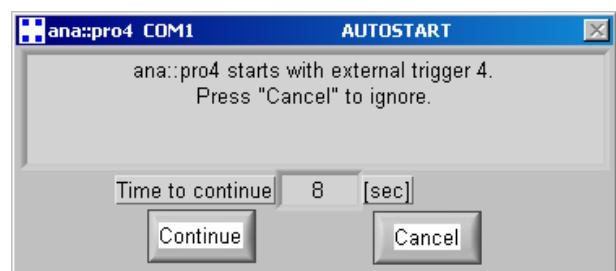 ana::pro4 COM1 AUTOSTART
ana::pro4 starts with external trigger 4.
Press "Cancel" to ignore.
Time to continue 8 [sec]
Continue Cancel